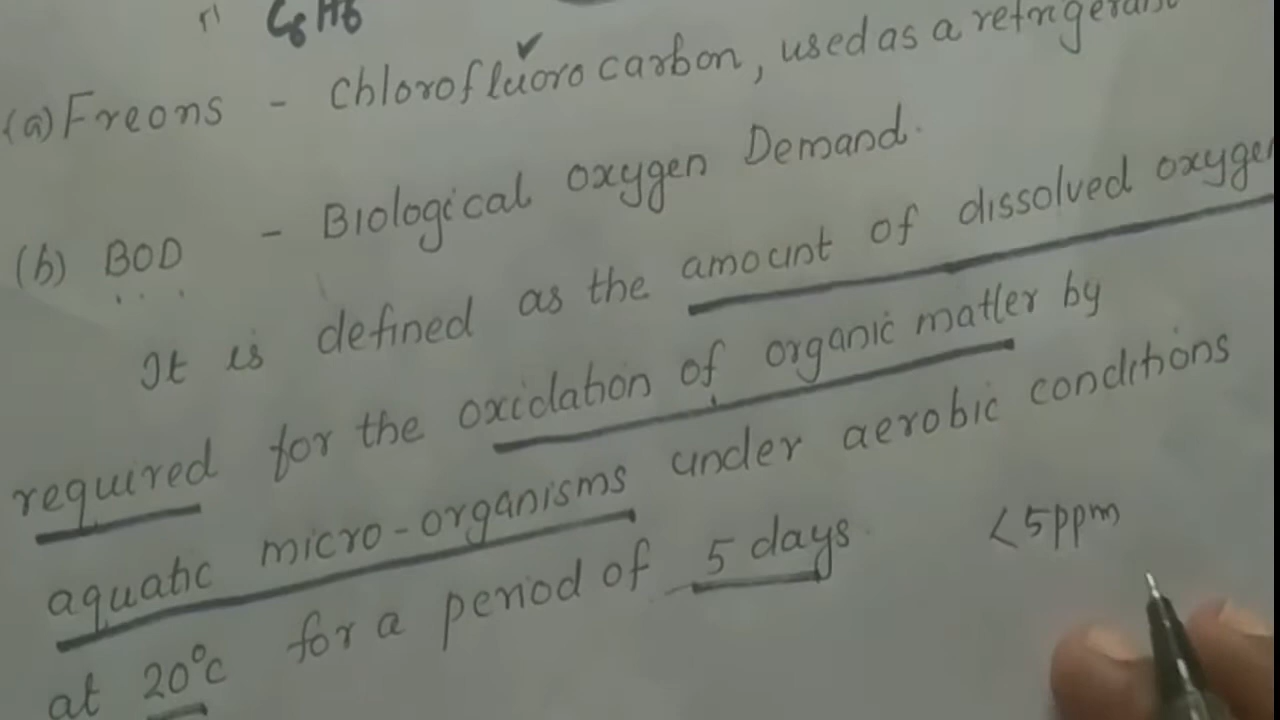 C6H6
(a) Freons - Chlorofluoro carbon, used as a refrigerant
(b) BOD - Biological oxygen Demand.
It is defined as the amount of dissolved oxygen
required for the oxidation of organic matter by
aquatic micro-organisms under aerobic conditions
at 20°C for a period of 5 days. <5ppm